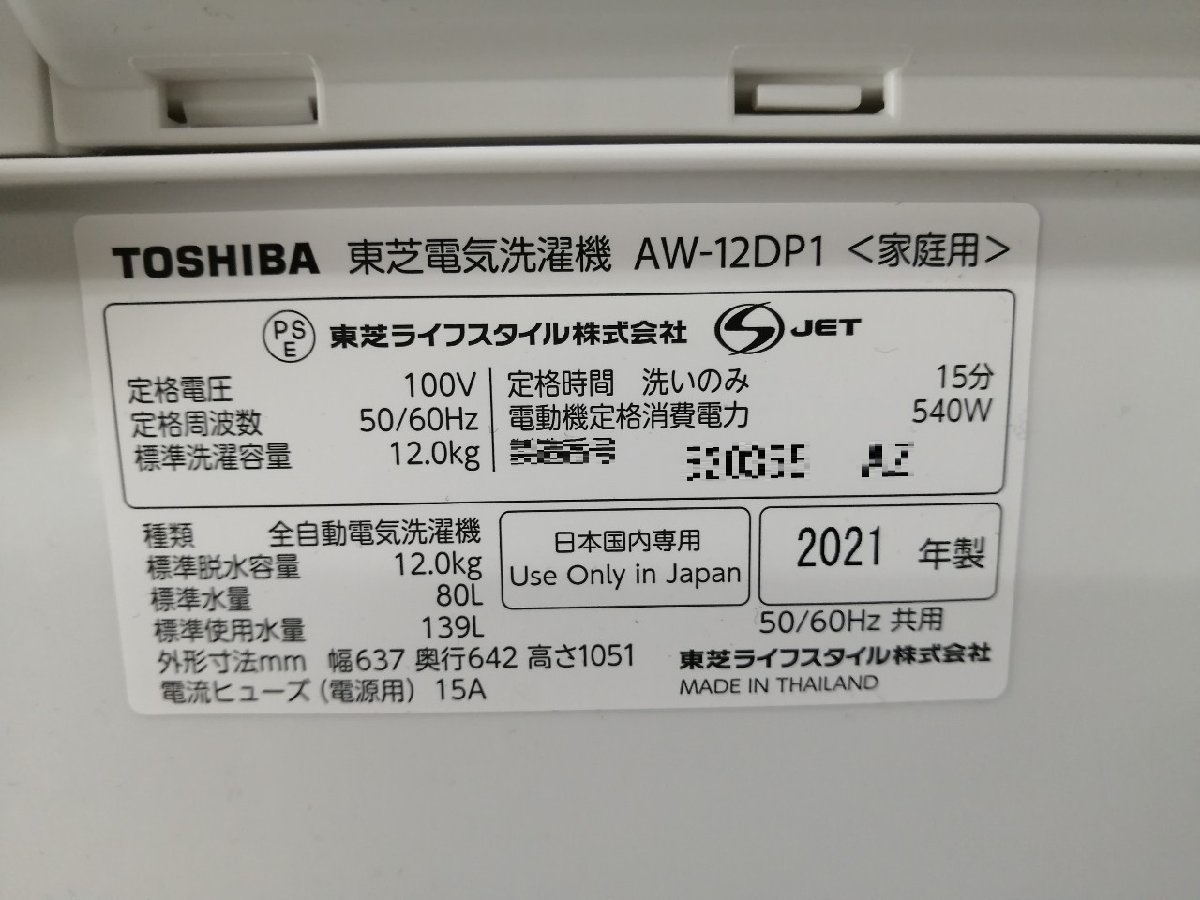 TOSHIBA 東芝電気洗濯機 AW-12DP1 <家庭用>
PSE 東芝ライフスタイル株式会社 S JET
定格電圧 100V
定格周波数 50/60Hz
標準洗濯容量 12.0kg
定格時間 洗いのみ 15分
電動機定格消費電力 540W
製造番号
種類 全自動電気洗濯機
標準脱水容量 12.0kg
標準水量 80L
標準使用水量 139L
外形寸法mm 幅637 奥行642 高さ1051
電流ヒューズ(電源用) 15A
日本国内専用
Use Only in Japan
2021 年製
50/60Hz 共用
東芝ライフスタイル株式会社
MADE IN THAILAND